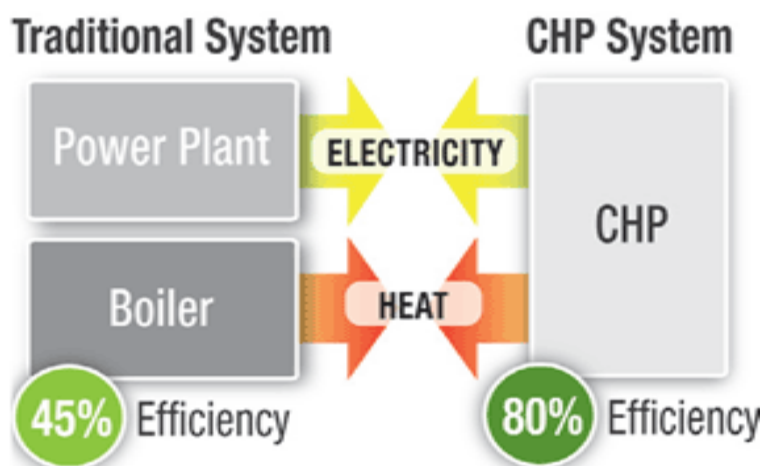 Traditional System
CHP System
Power Plant
ELECTRICITY
CHP
Boiler
HEAT
45% Efficiency
80% Efficiency